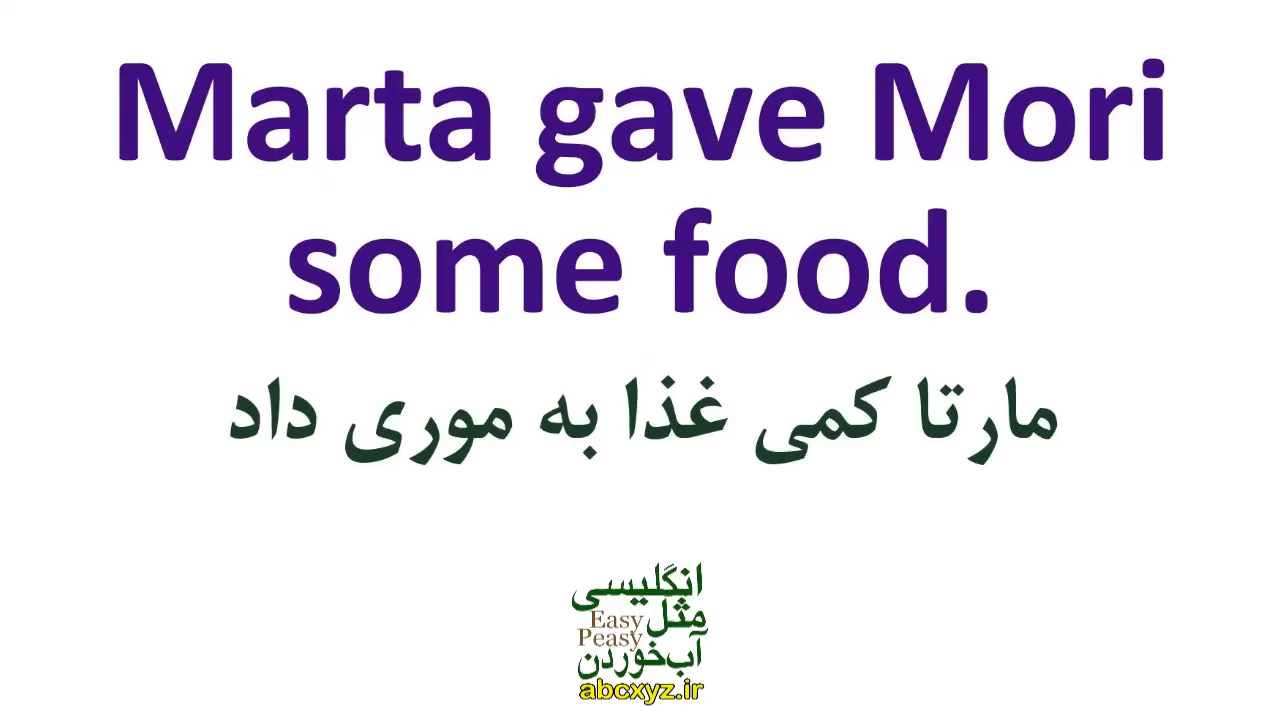 Marta gave Mori
some food.
مارتا کمی غذا به موری داد
انگلیسی
مثل
Easy
Peasy
آب‌خوردن
abcxyz.ir